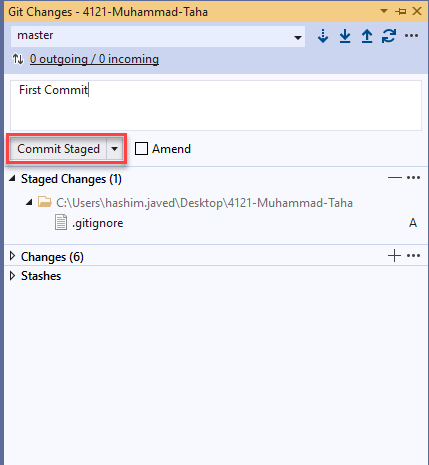 Git Changes - 4121-Muhammad-Taha
master
0 outgoing / 0 incoming
First Commit
Commit Staged
Amend
Staged Changes (1)
C:\Users\hashim.javed\Desktop\4121-Muhammad-Taha
.gitignore A
Changes (6)
Stashes